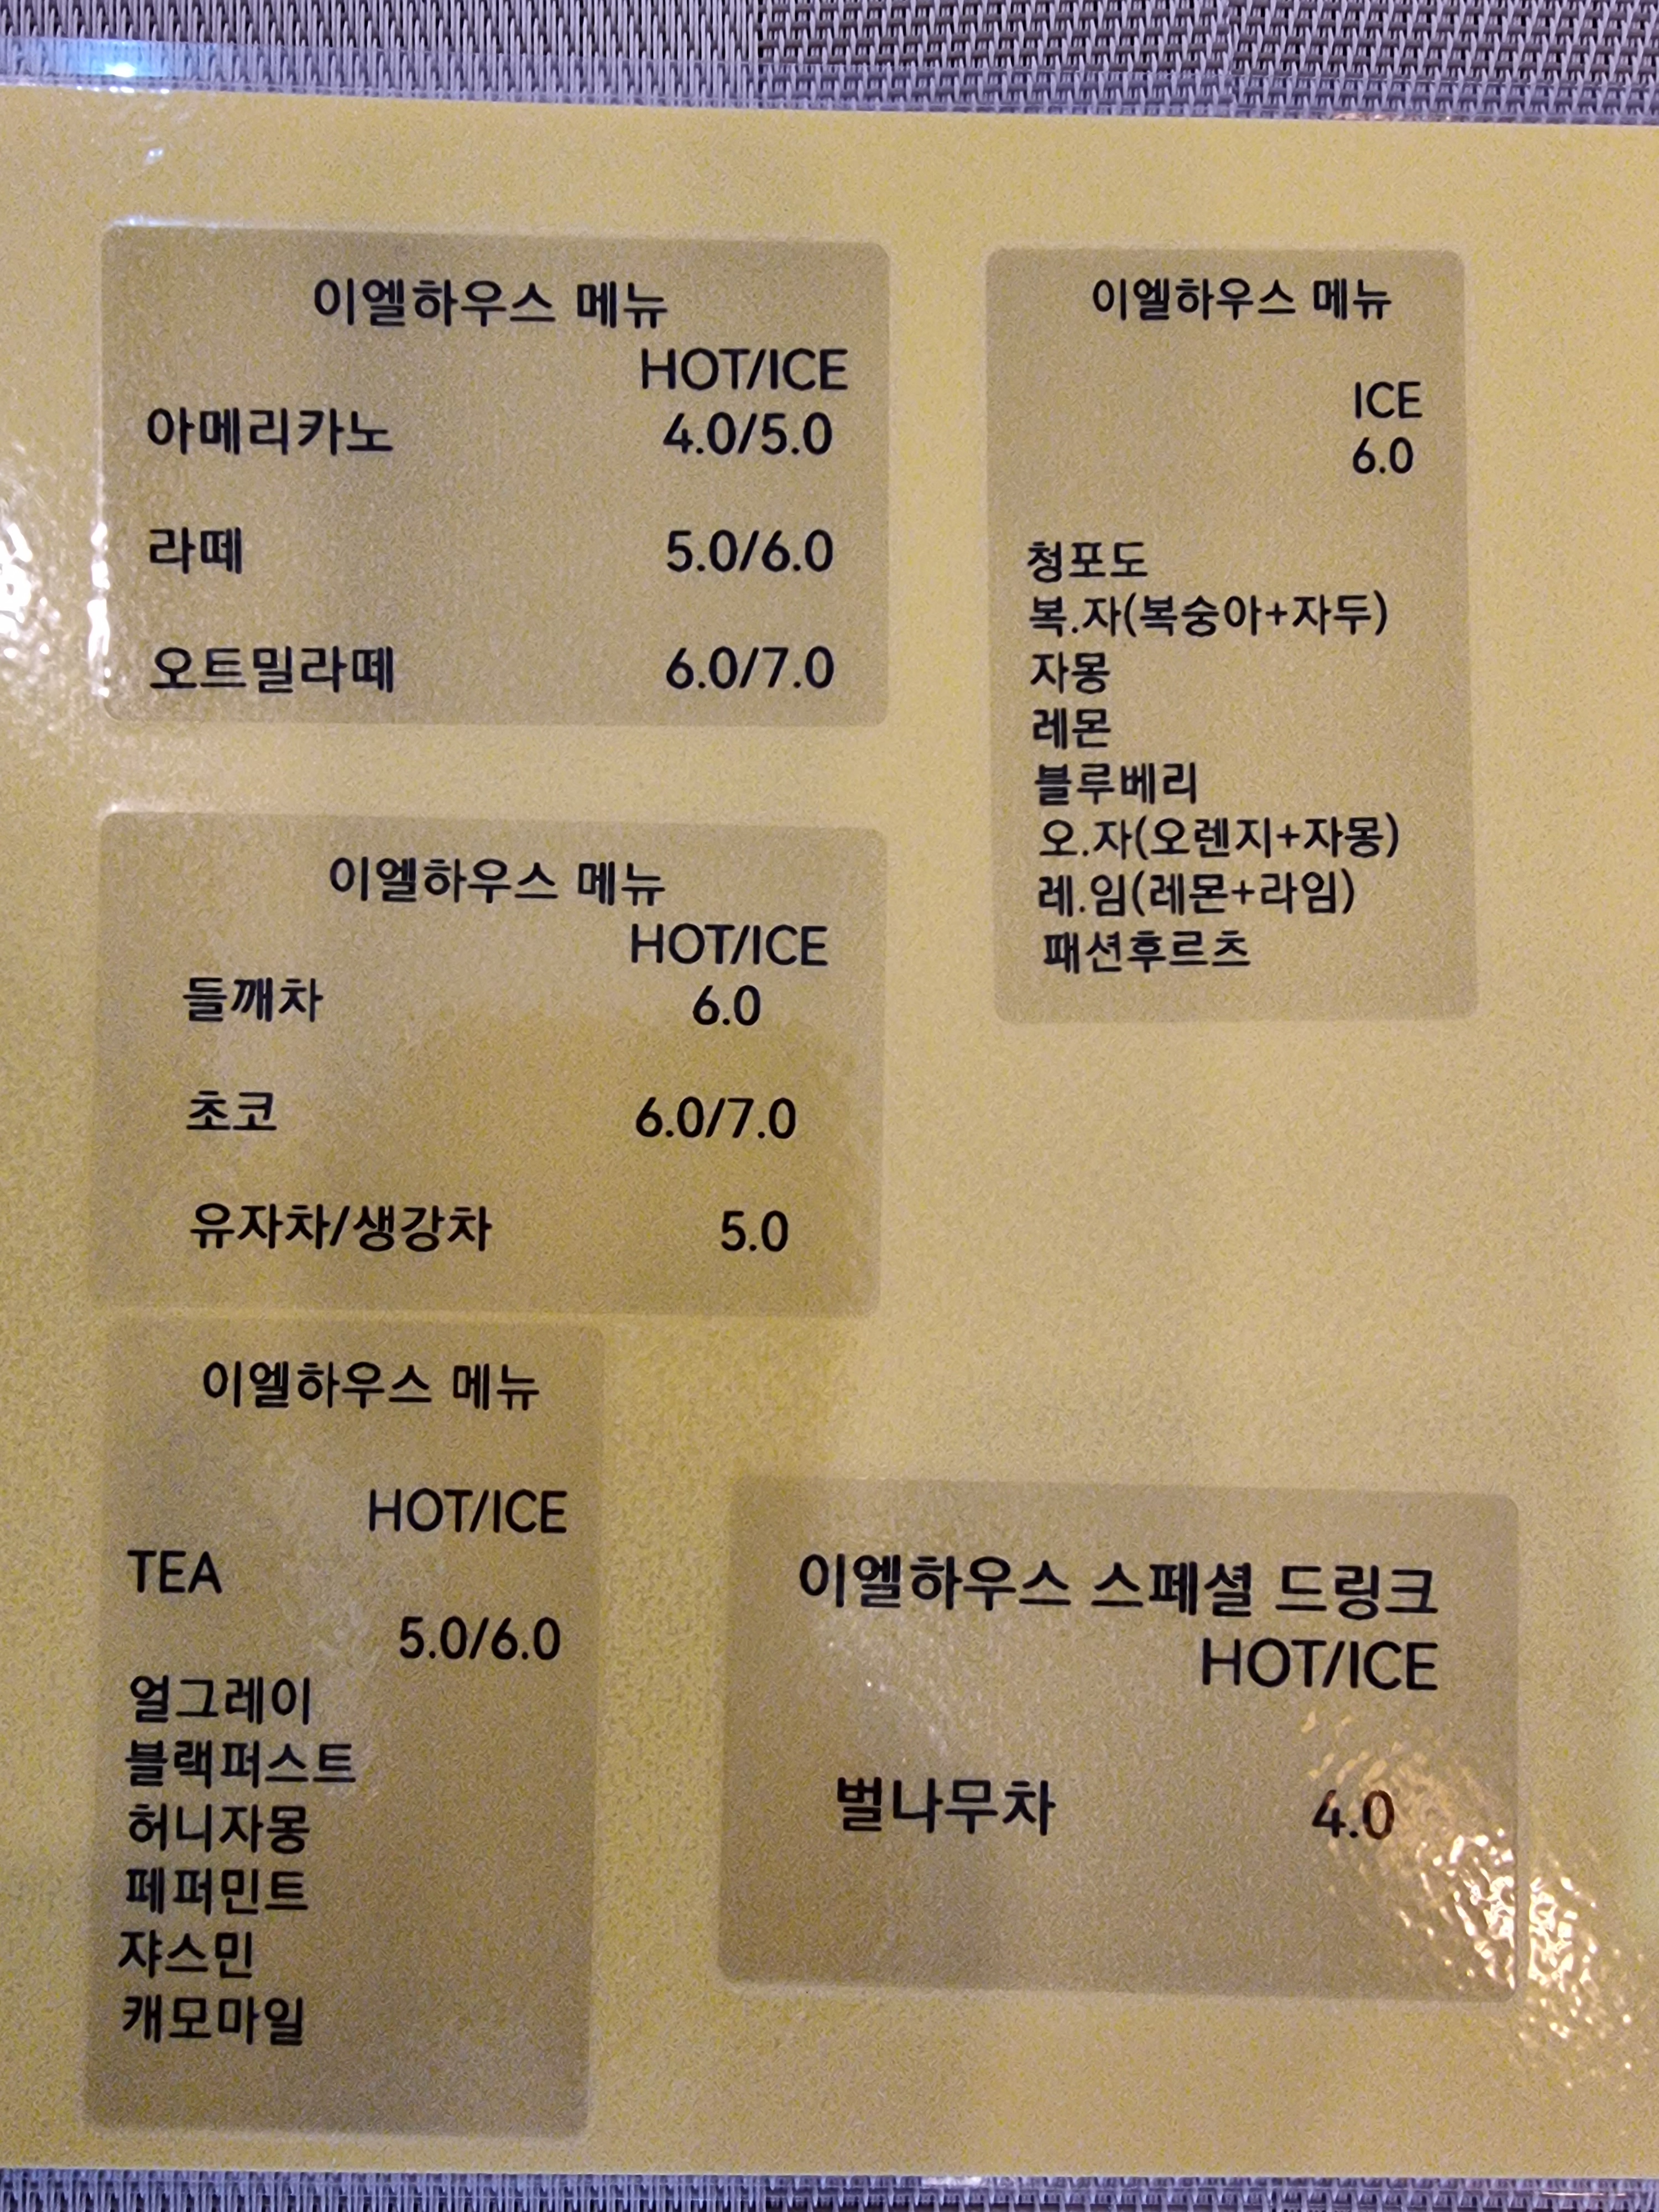 이엘하우스 메뉴
HOT/ICE
아메리카노 4.0/5.0
라떼 5.0/6.0
오트밀라떼 6.0/7.0
이엘하우스 메뉴
ICE
6.0
청포도
복.자(복숭아+자두)
자몽
레몬
블루베리
오.자(오렌지+자몽)
레.임(레몬+라임)
패션후르츠
이엘하우스 메뉴
HOT/ICE
들깨차 6.0
초코 6.0/7.0
유자차/생강차 5.0
이엘하우스 메뉴
HOT/ICE
TEA
5.0/6.0
얼그레이
블랙퍼스트
허니자몽
페퍼민트
쟈스민
캐모마일
이엘하우스 스페셜 드링크
HOT/ICE
벌나무차 4.0